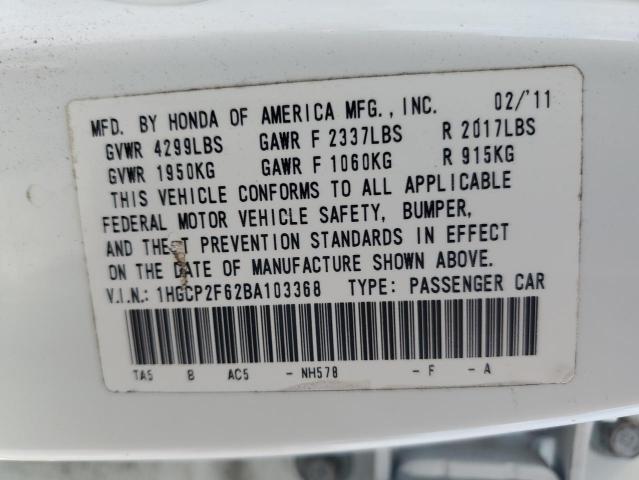 MFD. BY HONDA OF AMERICA MFG., INC. 02/'11
GVWR 4299LBS GAWR F 2337LBS R 2017LBS
GVWR 1950KG GAWR F 1060KG R 915KG
THIS VEHICLE CONFORMS TO ALL APPLICABLE
FEDERAL MOTOR VEHICLE SAFETY, BUMPER,
AND THEFT PREVENTION STANDARDS IN EFFECT
ON THE DATE OF MANUFACTURE SHOWN ABOVE.
V.I.N.: 1HGCP2F62BA103368 TYPE: PASSENGER CAR
TA5 B AC5 - NH578 - F - A